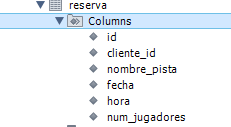 reserva
Columns
id
cliente_id
nombre_pista
fecha
hora
num_jugadores